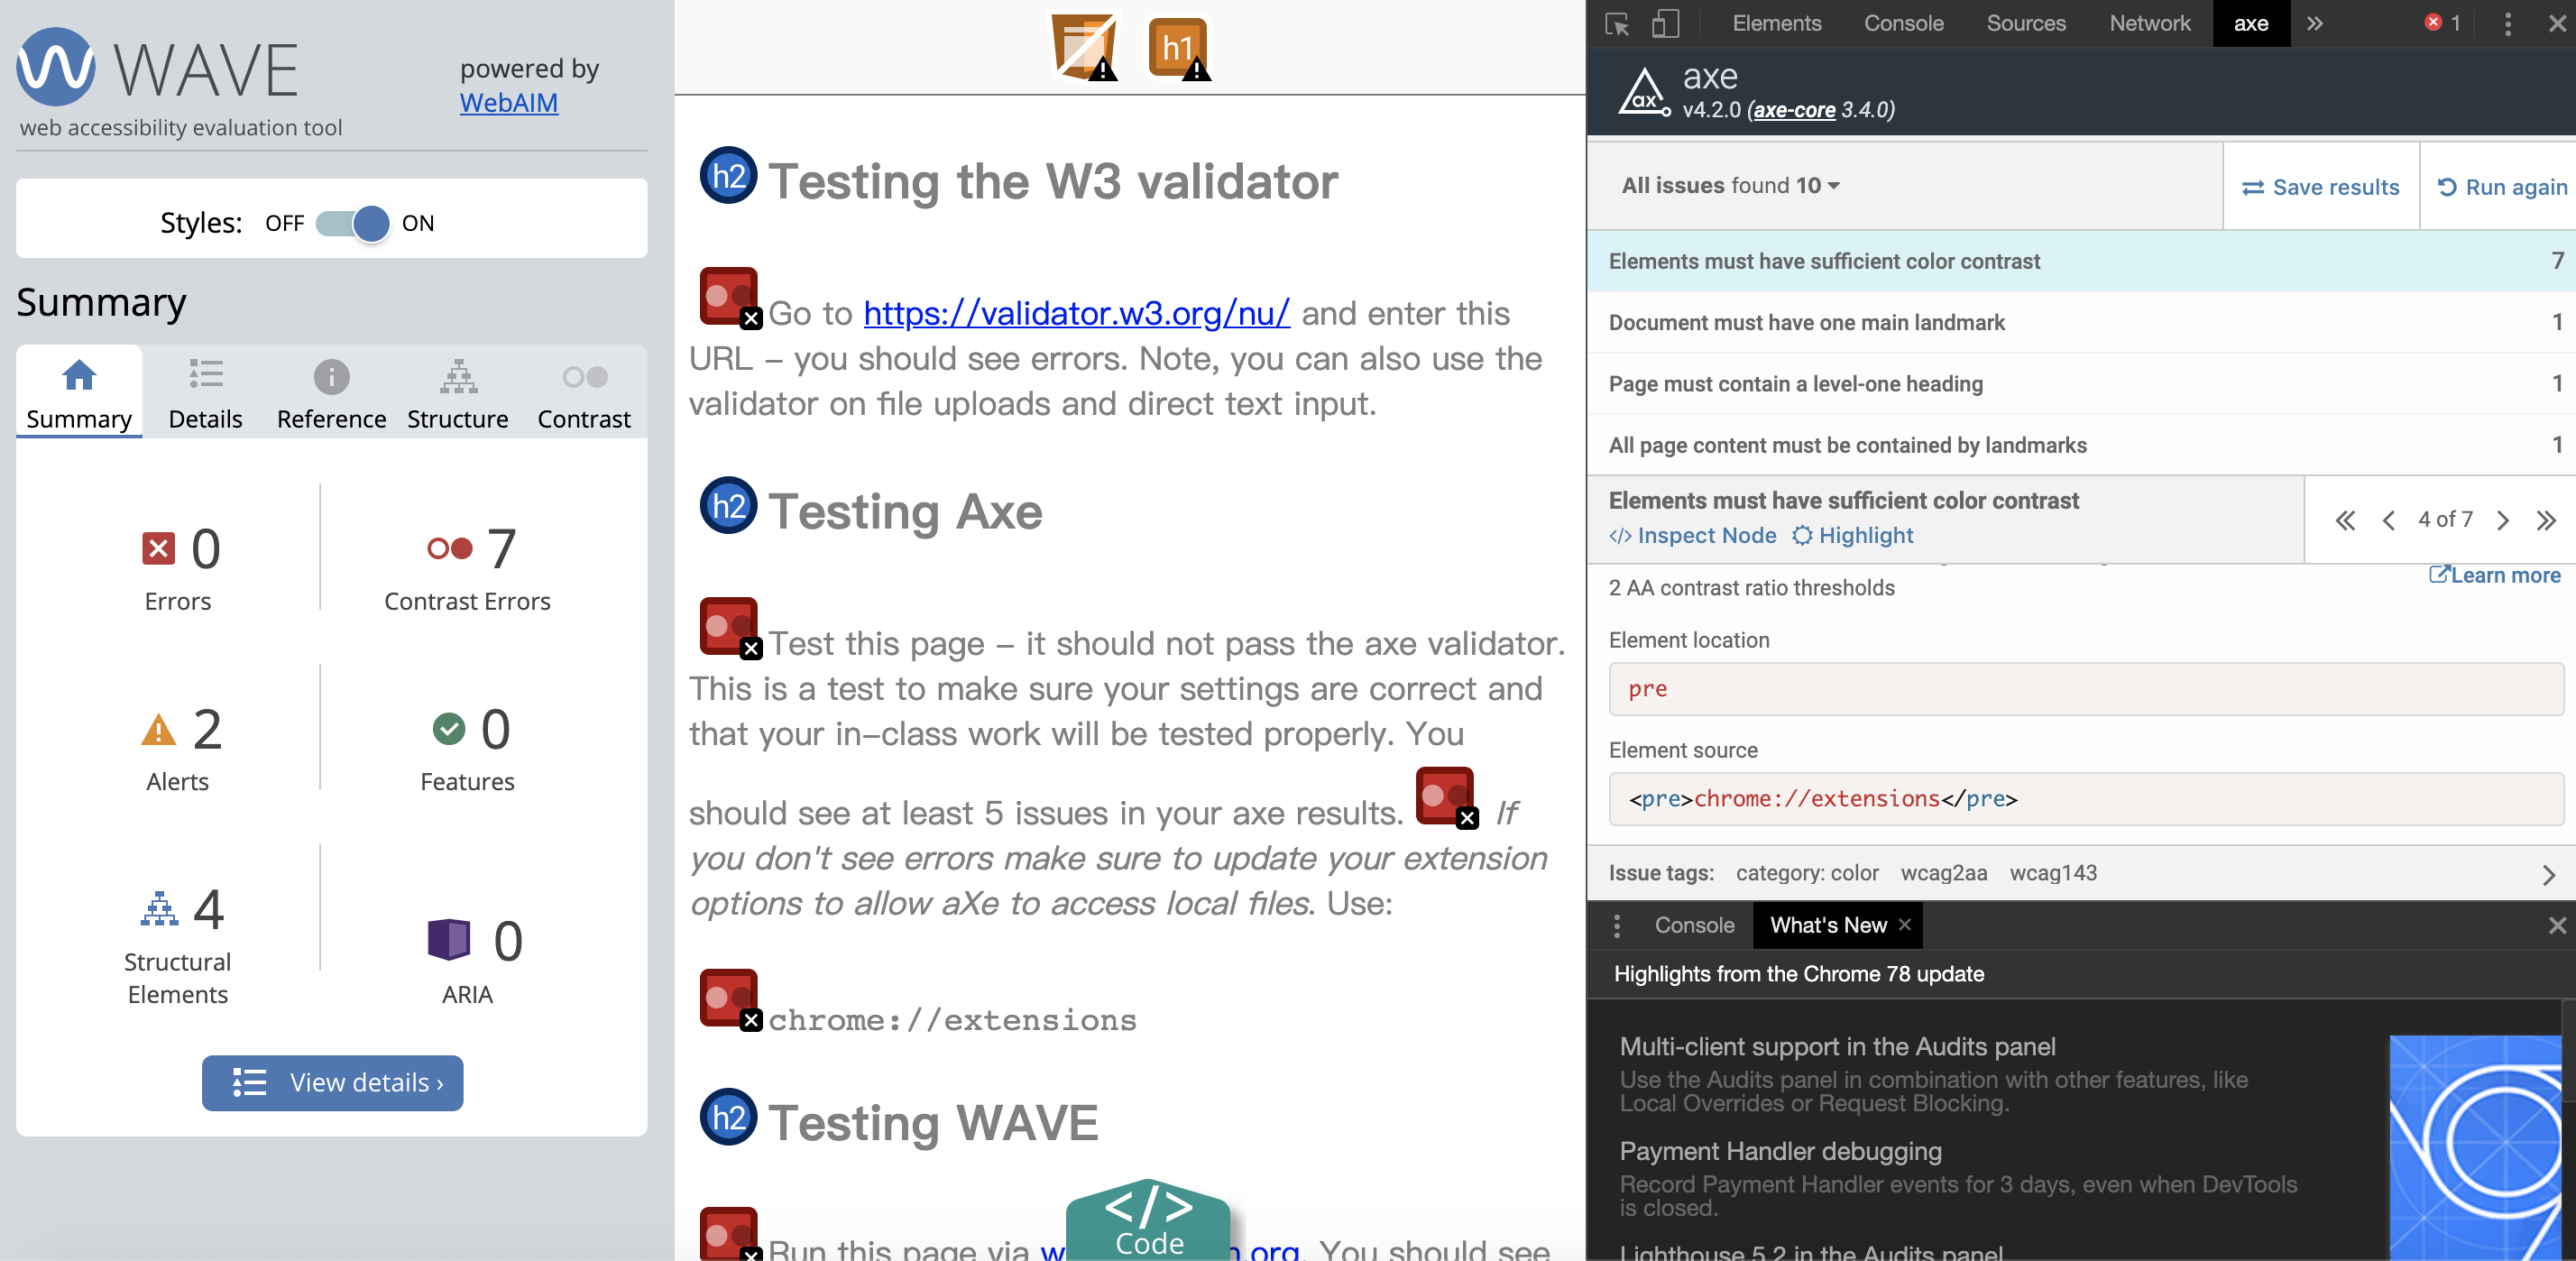 WAVE
powered by
WebAIM
web accessibility evaluation tool
Styles: OFF ON
Summary
Summary Details Reference Structure Contrast
0 Errors
7 Contrast Errors
2 Alerts
0 Features
4 Structural Elements
0 ARIA
View details ›
h1
h2 Testing the W3 validator
Go to https://validator.w3.org/nu/ and enter this
URL – you should see errors. Note, you can also use the
validator on file uploads and direct text input.
h2 Testing Axe
Test this page – it should not pass the axe validator.
This is a test to make sure your settings are correct and
that your in-class work will be tested properly. You
should see at least 5 issues in your axe results. If
you don't see errors make sure to update your extension
options to allow aXe to access local files. Use:
chrome://extensions
h2 Testing WAVE
Run this page via w .org. You should see
</> Code
Elements Console Sources Network axe » 1
ax
axe
v4.2.0 (axe-core 3.4.0)
All issues found 10
Save results
Run again
Elements must have sufficient color contrast 7
Document must have one main landmark 1
Page must contain a level-one heading 1
All page content must be contained by landmarks 1
Elements must have sufficient color contrast
</> Inspect Node Highlight
4 of 7
2 AA contrast ratio thresholds
Learn more
Element location
pre
Element source
<pre>chrome://extensions</pre>
Issue tags: category: color wcag2aa wcag143
Console What's New
Highlights from the Chrome 78 update
Multi-client support in the Audits panel
Use the Audits panel in combination with other features, like
Local Overrides or Request Blocking.
Payment Handler debugging
Record Payment Handler events for 3 days, even when DevTools
is closed.
Lighthouse 5.2 in the Audits panel